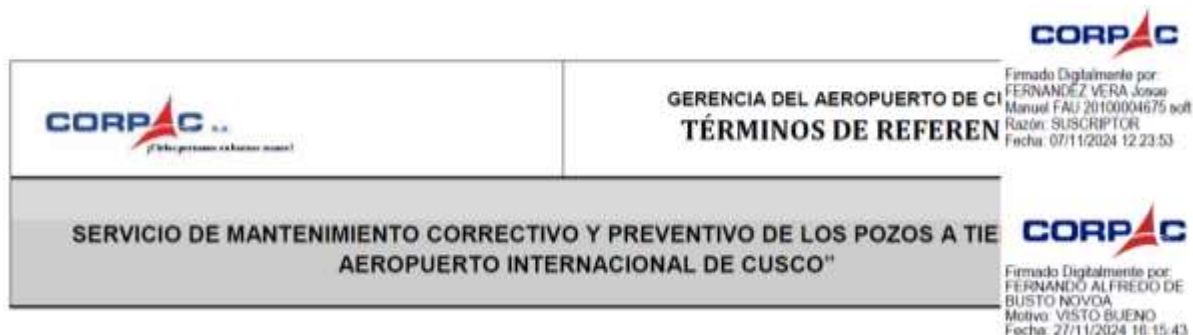 CORPAC
Firmado Digitalmente por:
FERNANDEZ VERA Josue
Manuel FAU 20100004675 soft
Razón: SUSCRIPTOR
Fecha: 07/11/2024 12:23:53
CORPAC S.A.
GERENCIA DEL AEROPUERTO DE C
TÉRMINOS DE REFEREN
SERVICIO DE MANTENIMIENTO CORRECTIVO Y PREVENTIVO DE LOS POZOS A TIE
AEROPUERTO INTERNACIONAL DE CUSCO"
CORPAC
Firmado Digitalmente por:
FERNANDO ALFREDO DE
BUSTO NOVOA
Motivo: VISTO BUENO
Fecha: 27/11/2024 16:15:43